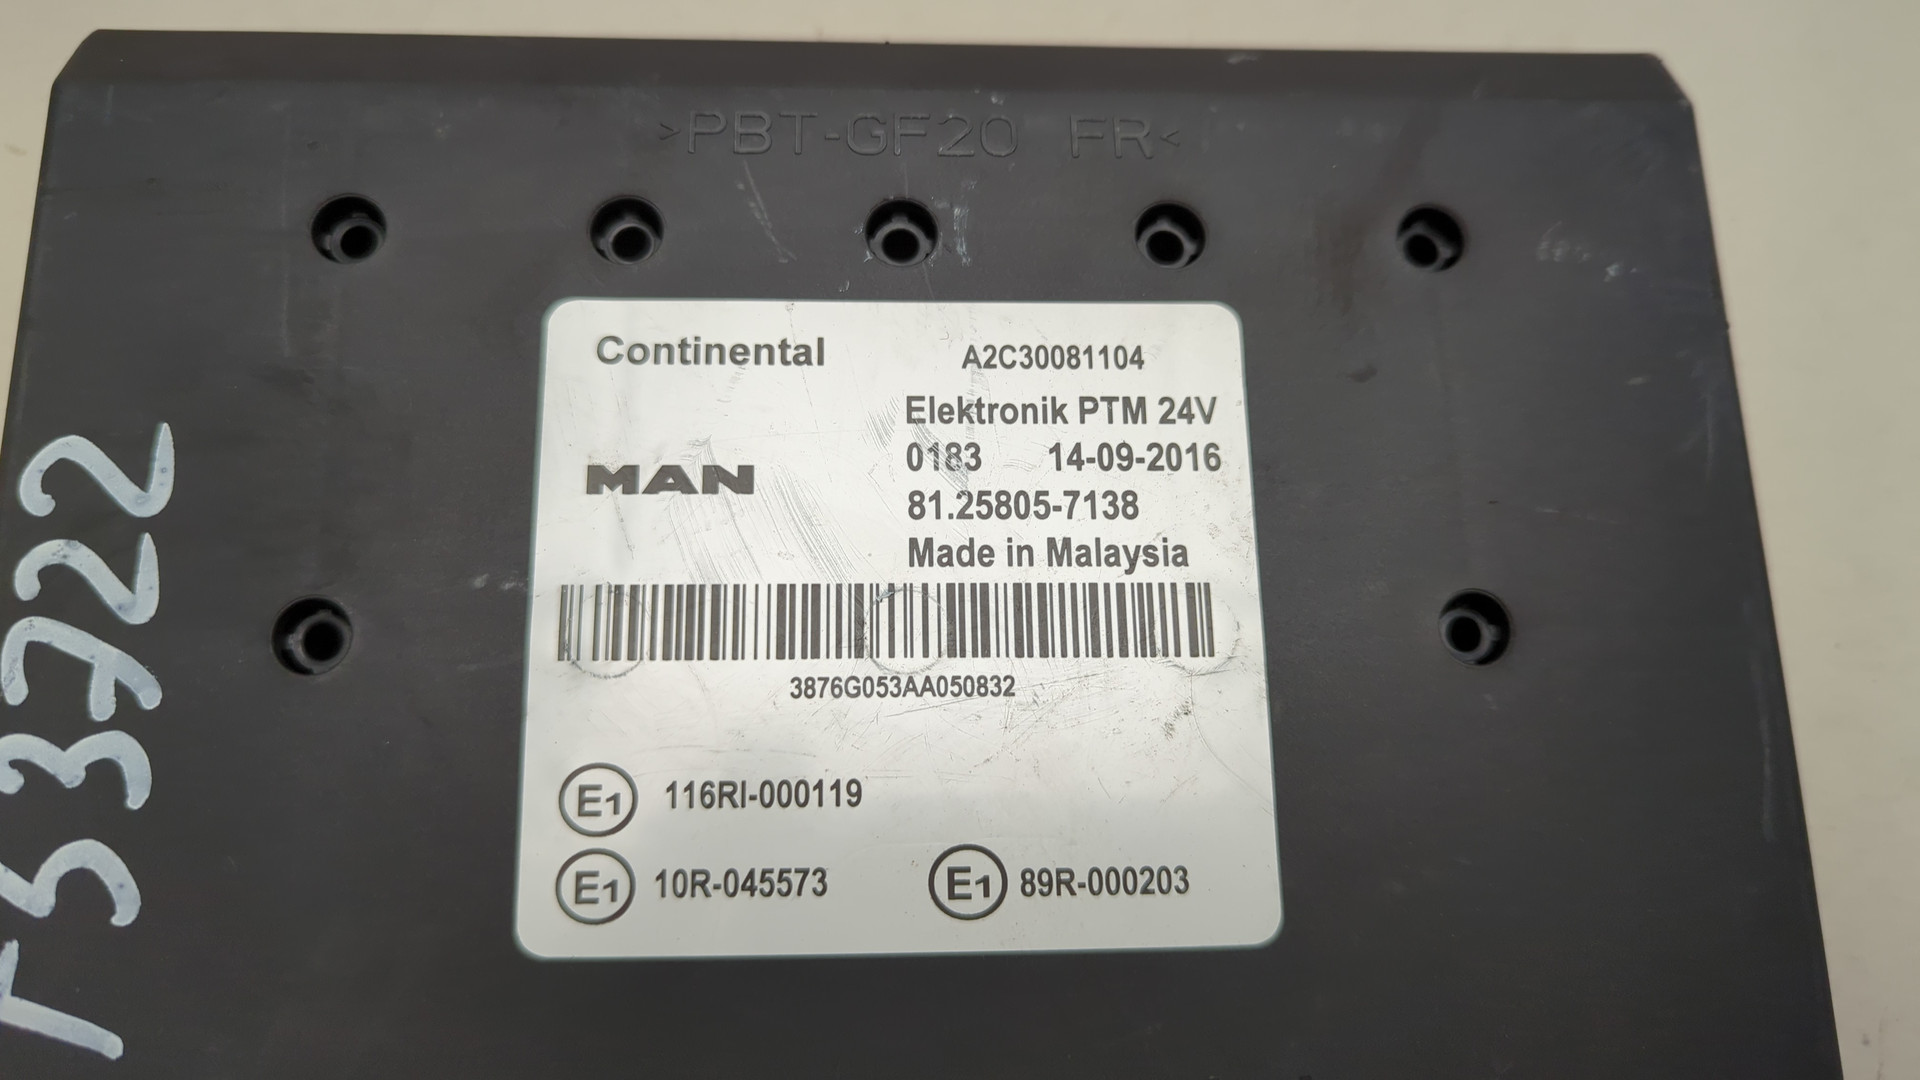 >PBT-GF20 FR<
Continental A2C30081104
Elektronik PTM 24V
0183 14-09-2016
MAN
81.25805-7138
Made in Malaysia
3876G053AA050832
E1 116RI-000119
E1 10R-045573 E1 89R-000203
53722